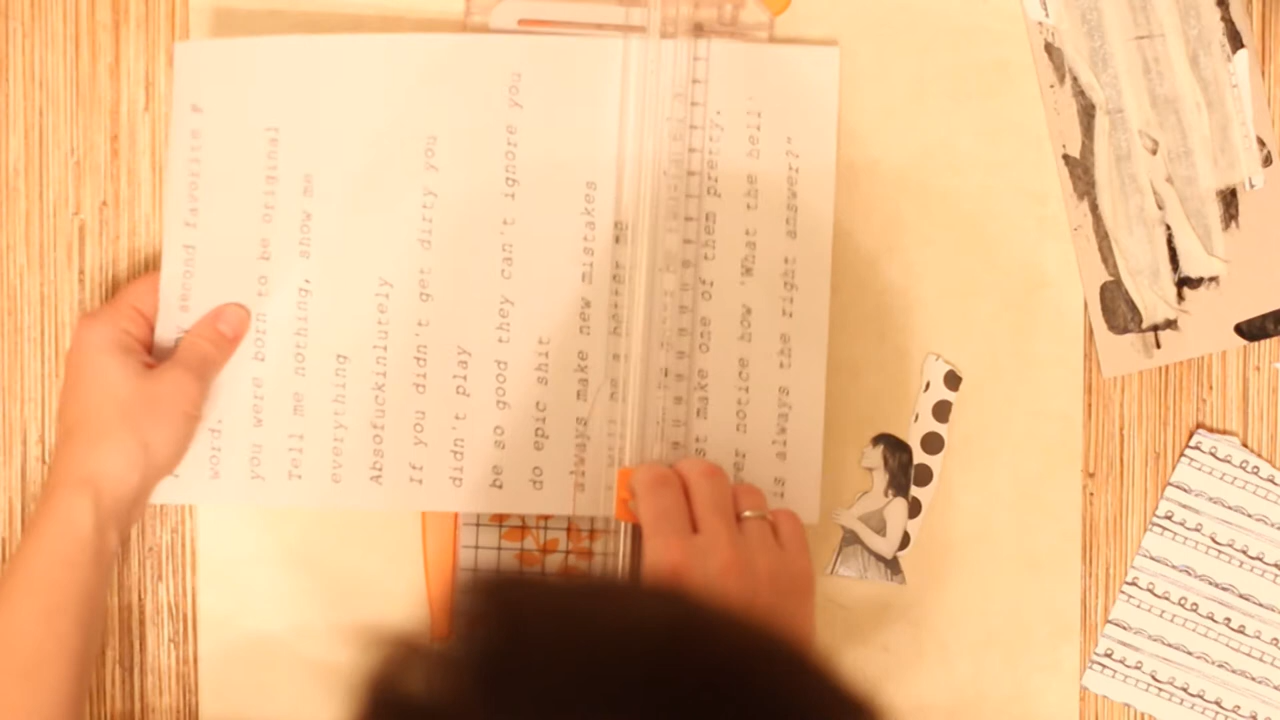 second favorite
word.
you were born to be original
Tell me nothing, show me
everything
Absofuckinlutely
If you didn't get dirty you
didn't play
be so good they can't ignore you
do epic shit
always make new mistakes
make one of them pretty.
notice how 'What the hell'
is always the right answer?"